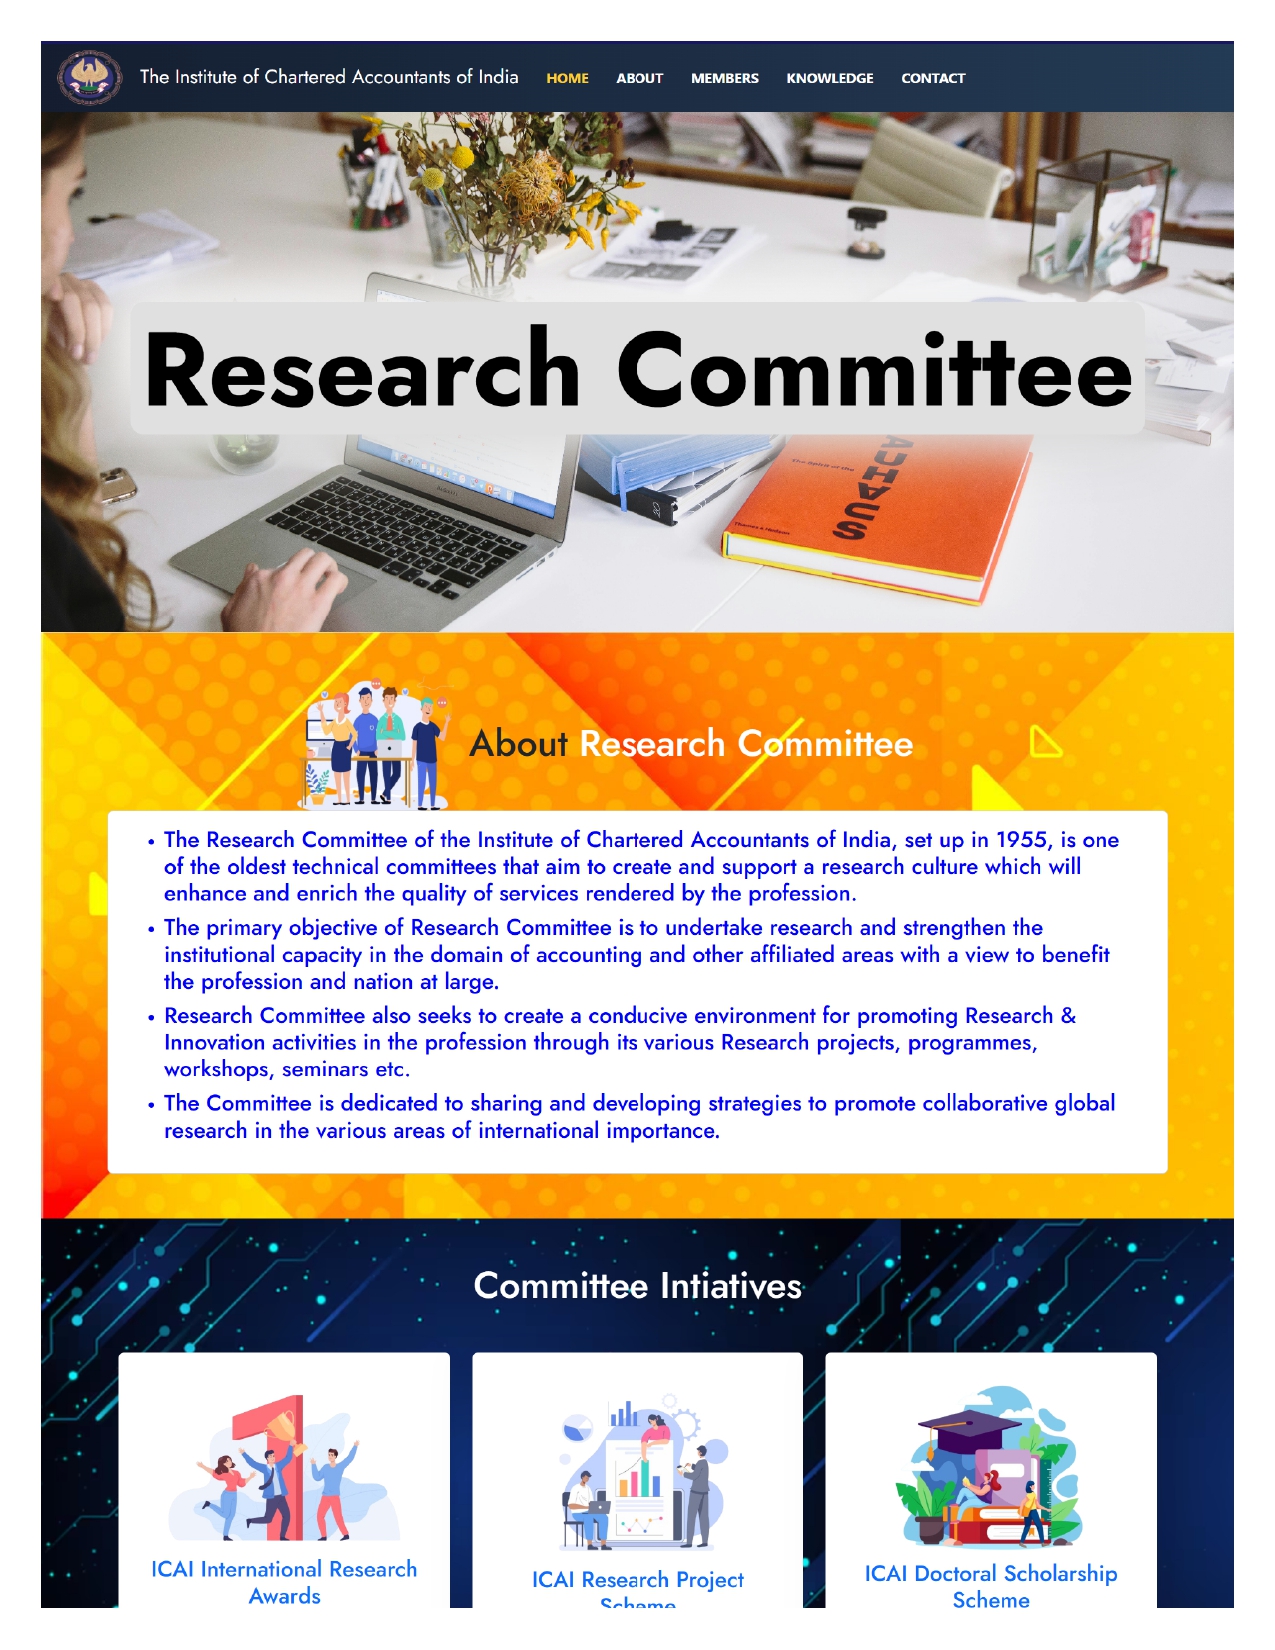 The Institute of Chartered Accountants of India HOME ABOUT MEMBERS KNOWLEDGE CONTACT
Research Committee
The Spirit of the
BAUHAUS
Thames & Hudson
About Research Committee
• The Research Committee of the Institute of Chartered Accountants of India, set up in 1955, is one
of the oldest technical committees that aim to create and support a research culture which will
enhance and enrich the quality of services rendered by the profession.
• The primary objective of Research Committee is to undertake research and strengthen the
institutional capacity in the domain of accounting and other affiliated areas with a view to benefit
the profession and nation at large.
• Research Committee also seeks to create a conducive environment for promoting Research &
Innovation activities in the profession through its various Research projects, programmes,
workshops, seminars etc.
• The Committee is dedicated to sharing and developing strategies to promote collaborative global
research in the various areas of international importance.
Committee Intiatives
ICAI International Research
Awards
ICAI Research Project
Scheme
ICAI Doctoral Scholarship
Scheme